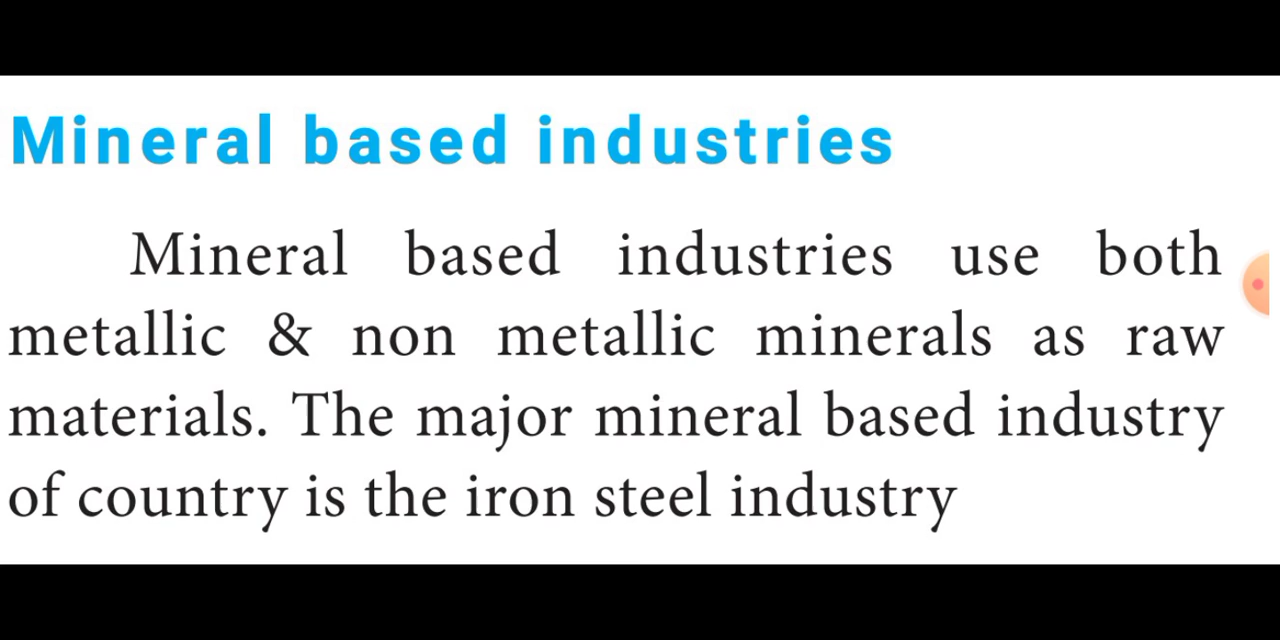 Mineral based industries
Mineral based industries use both
metallic & non metallic minerals as raw
materials. The major mineral based industry
of country is the iron steel industry